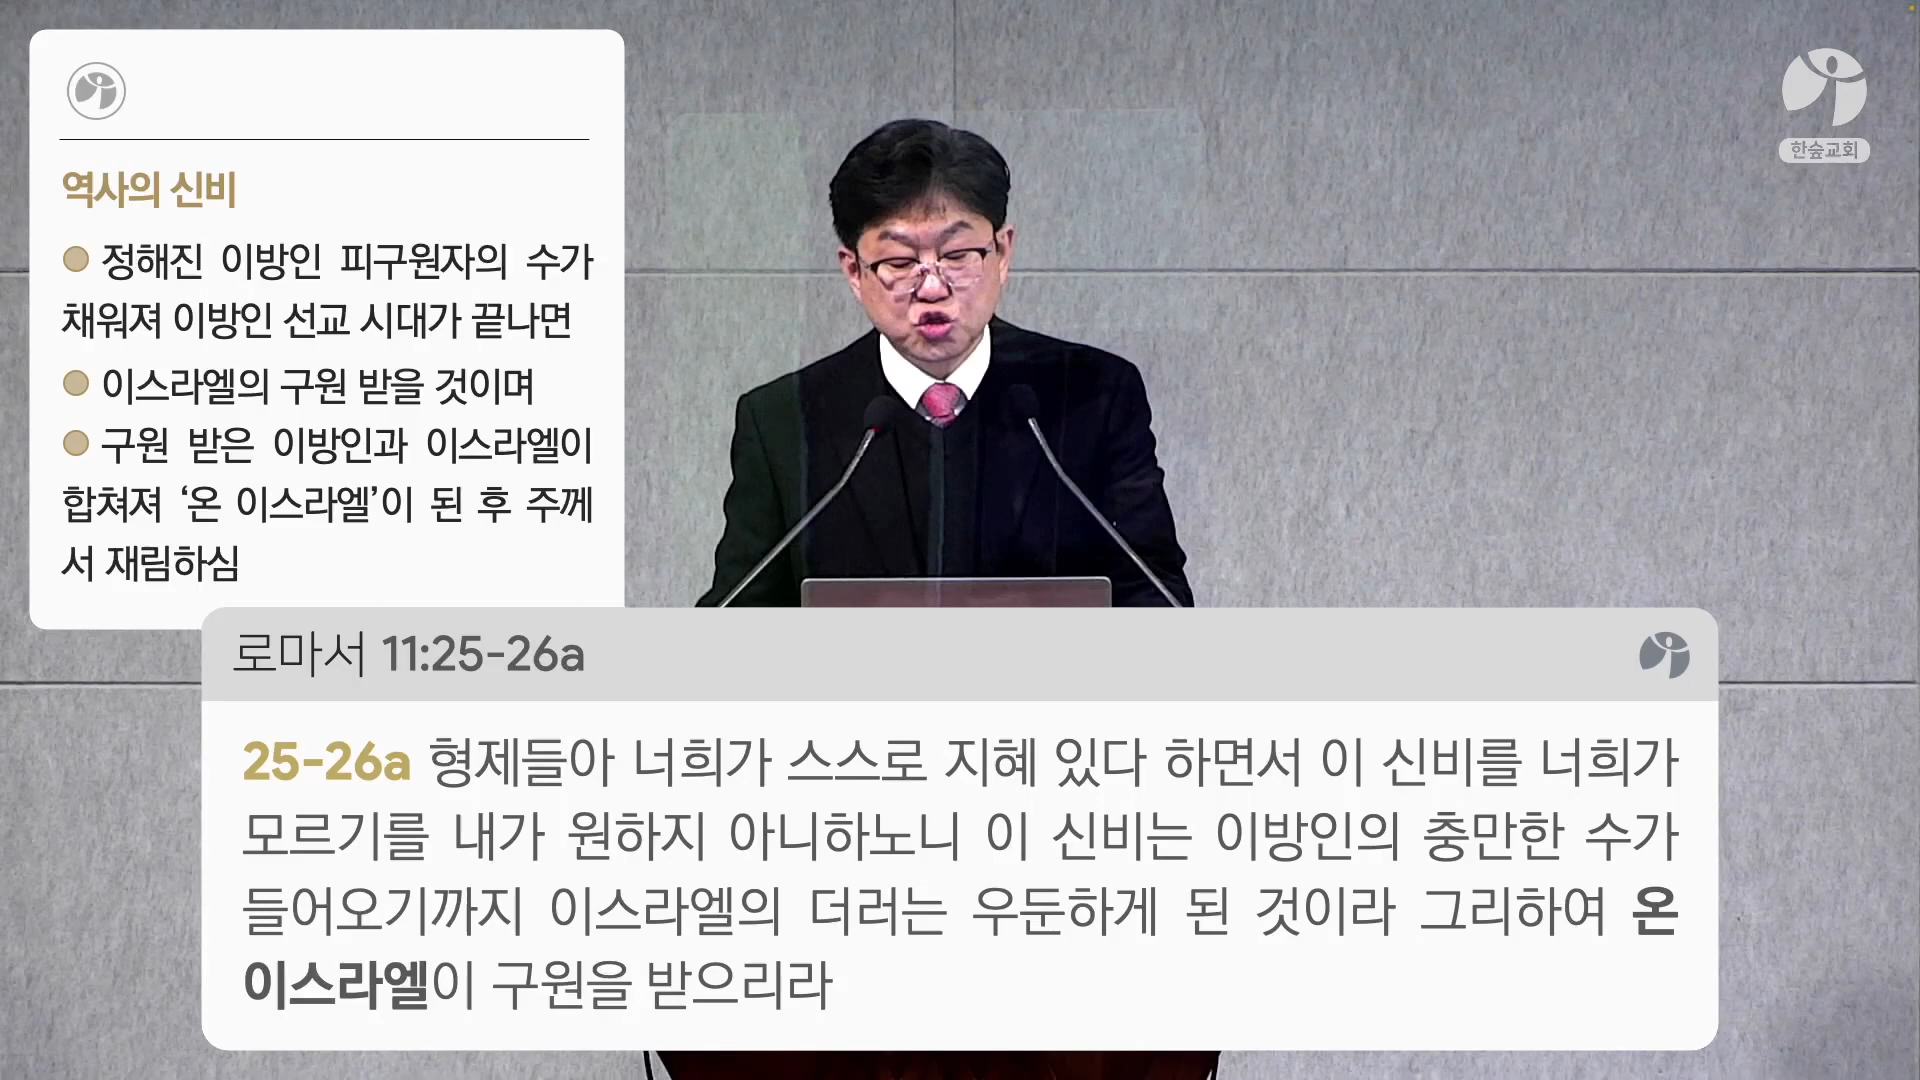 역사의 신비
정해진 이방인 피구원자의 수가
채워져 이방인 선교 시대가 끝나면
이스라엘의 구원 받을 것이며
구원 받은 이방인과 이스라엘이
합쳐져 ‘온 이스라엘’이 된 후 주께
서 재림하심
한숲교회
로마서 11:25-26a
25-26a 형제들아 너희가 스스로 지혜 있다 하면서 이 신비를 너희가
모르기를 내가 원하지 아니하노니 이 신비는 이방인의 충만한 수가
들어오기까지 이스라엘의 더러는 우둔하게 된 것이라 그리하여 온
이스라엘이 구원을 받으리라